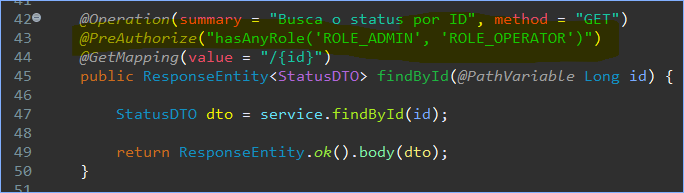 42 @Operation(summary = "Busca o status por ID", method = "GET")
43 @PreAuthorize("hasAnyRole('ROLE_ADMIN', 'ROLE_OPERATOR')")
44 @GetMapping(value = "/{id}")
45 public ResponseEntity<StatusDTO> findById(@PathVariable Long id) {
46
47 StatusDTO dto = service.findById(id);
48
49 return ResponseEntity.ok().body(dto);
50 }
51